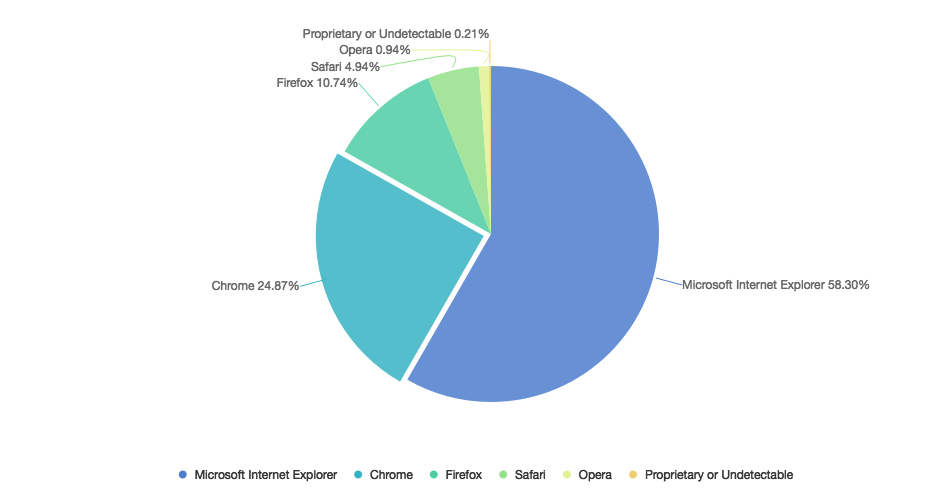 Proprietary or Undetectable 0.21%
Opera 0.94%
Safari 4.94%
Firefox 10.74%
Chrome 24.87%
Microsoft Internet Explorer 58.30%
Microsoft Internet Explorer Chrome Firefox Safari Opera Proprietary or Undetectable